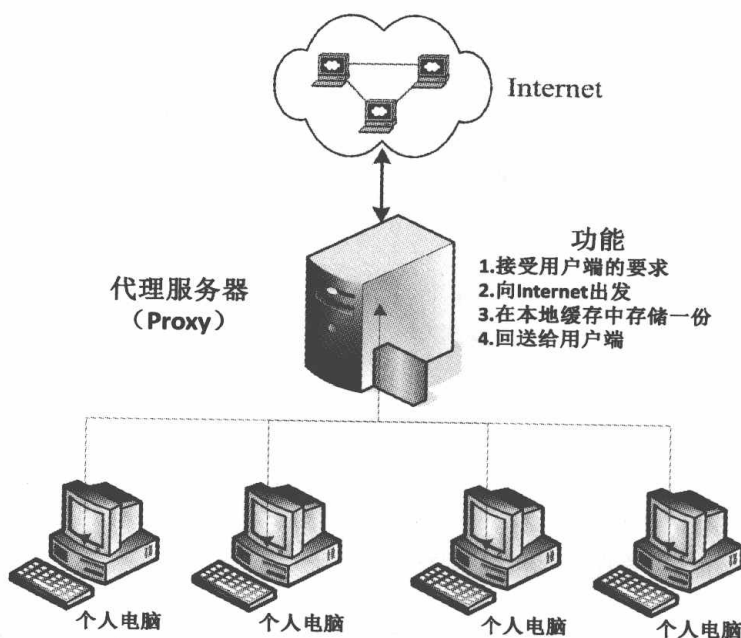 Internet
代理服务器
（Proxy）
功能
1.接受用户端的要求
2.向Internet出发
3.在本地缓存中存储一份
4.回送给用户端
个人电脑
个人电脑
个人电脑
个人电脑